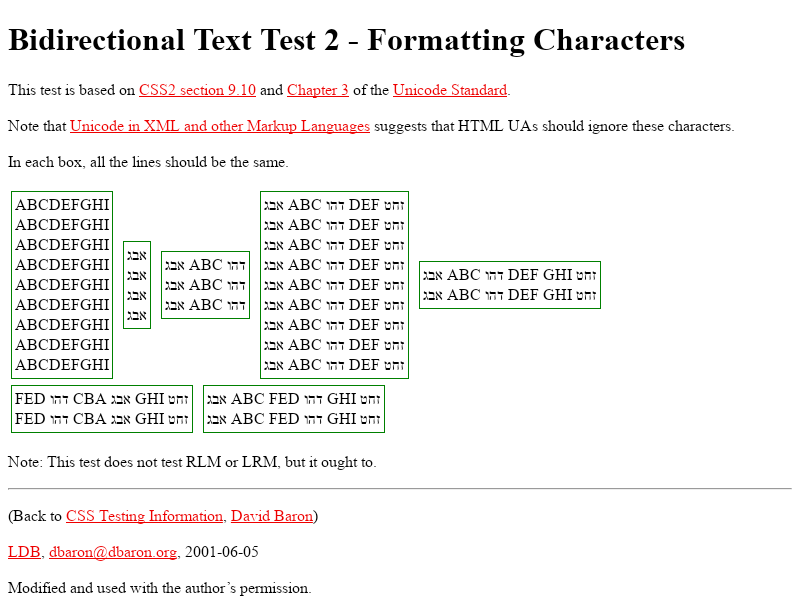 Bidirectional Text Test 2 - Formatting Characters
This test is based on CSS2 section 9.10 and Chapter 3 of the Unicode Standard.
Note that Unicode in XML and other Markup Languages suggests that HTML UAs should ignore these characters.
In each box, all the lines should be the same.
ABCDEFGHI
ABCDEFGHI
ABCDEFGHI
ABCDEFGHI
ABCDEFGHI
ABCDEFGHI
ABCDEFGHI
ABCDEFGHI
ABCDEFGHI
אבג
אבג
אבג
אבג
אבג ABC דהו
אבג ABC דהו
אבג ABC דהו
אבג ABC דהו DEF זחט
אבג ABC דהו DEF זחט
אבג ABC דהו DEF זחט
אבג ABC דהו DEF זחט
אבג ABC דהו DEF זחט
אבג ABC דהו DEF זחט
אבג ABC דהו DEF זחט
אבג ABC דהו DEF זחט
אבג ABC דהו DEF זחט
אבג ABC דהו DEF GHI זחט
אבג ABC דהו DEF GHI זחט
FED דהו CBA אבג GHI זחט
FED דהו CBA אבג GHI זחט
אבג ABC FED דהו GHI זחט
אבג ABC FED דהו GHI זחט
Note: This test does not test RLM or LRM, but it ought to.
(Back to CSS Testing Information, David Baron)
LDB, dbaron@dbaron.org, 2001-06-05
Modified and used with the author’s permission.